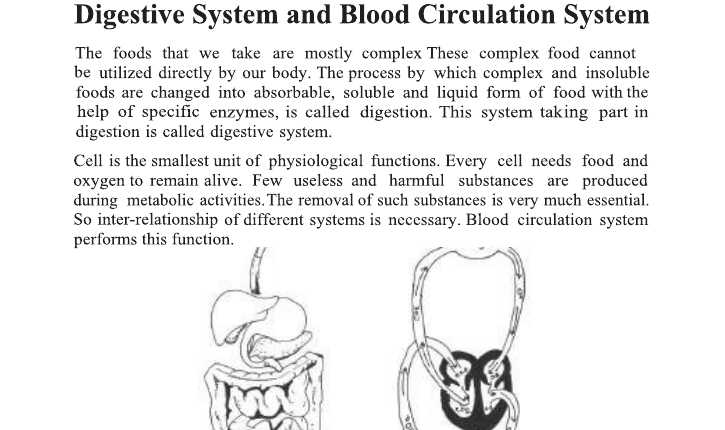 Digestive System and Blood Circulation System
The foods that we take are mostly complex These complex food cannot
be utilized directly by our body. The process by which complex and insoluble
foods are changed into absorbable, soluble and liquid form of food with the
help of specific enzymes, is called digestion. This system taking part in
digestion is called digestive system.
Cell is the smallest unit of physiological functions. Every cell needs food and
oxygen to remain alive. Few useless and harmful substances are produced
during metabolic activities.The removal of such substances is very much essential.
So inter-relationship of different systems is necessary. Blood circulation system
performs this function.